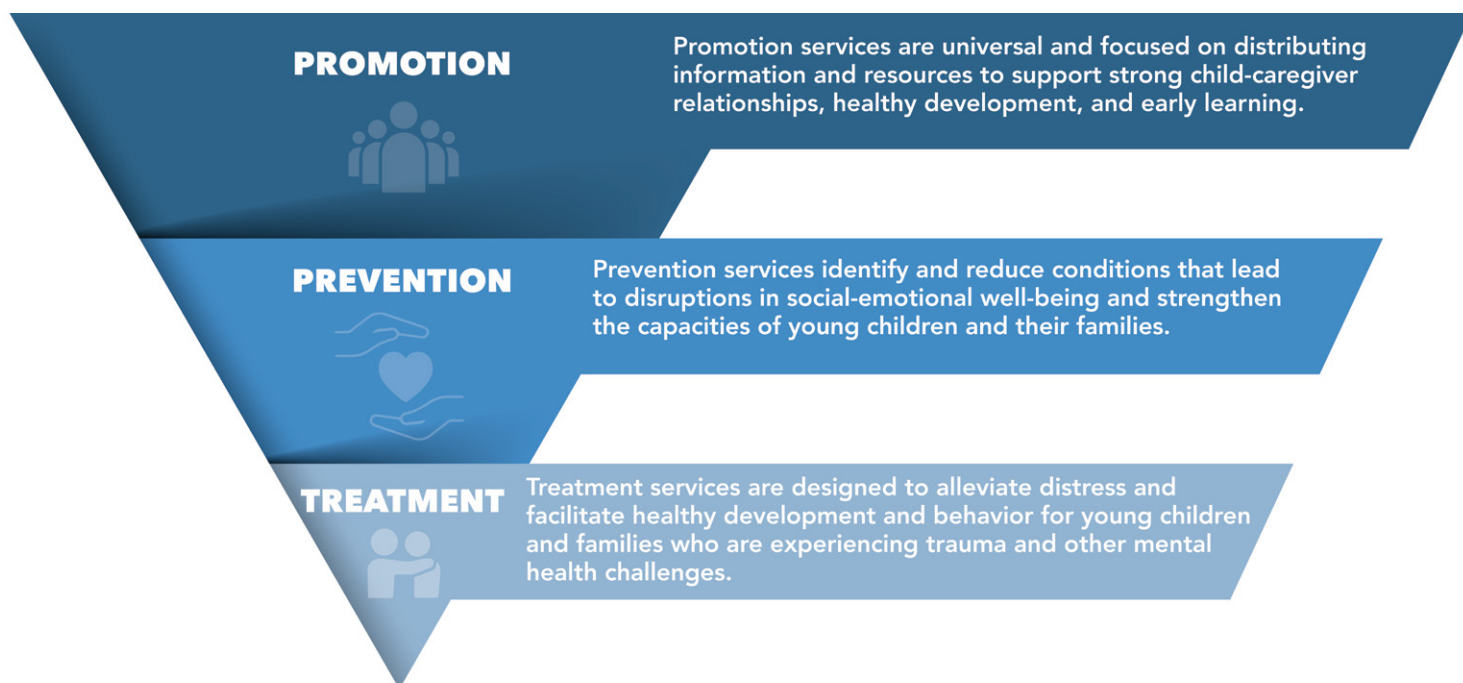 PROMOTION
Promotion services are universal and focused on distributing
information and resources to support strong child-caregiver
relationships, healthy development, and early learning.
PREVENTION
Prevention services identify and reduce conditions that lead
to disruptions in social-emotional well-being and strengthen
the capacities of young children and their families.
TREATMENT
Treatment services are designed to alleviate distress and
facilitate healthy development and behavior for young children
and families who are experiencing trauma and other mental
health challenges.